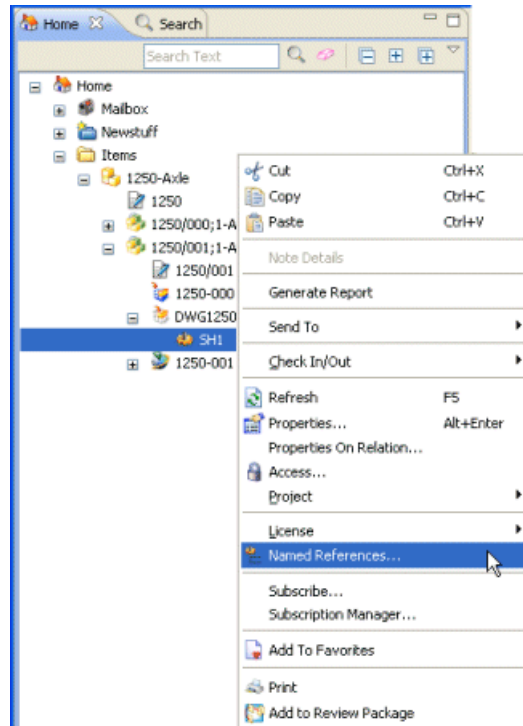 Home
Search
Search Text
Home
Mailbox
Newstuff
Items
1250-Axle
1250
1250/000;1-A
1250/001;1-A
1250/001
1250-000
DWG1250
SH1
1250-001
Cut Ctrl+X
Copy Ctrl+C
Paste Ctrl+V
Note Details
Generate Report
Send To
Check In/Out
Refresh F5
Properties... Alt+Enter
Properties On Relation...
Access...
Project
License
Named References...
Subscribe...
Subscription Manager...
Add To Favorites
Print
Add to Review Package